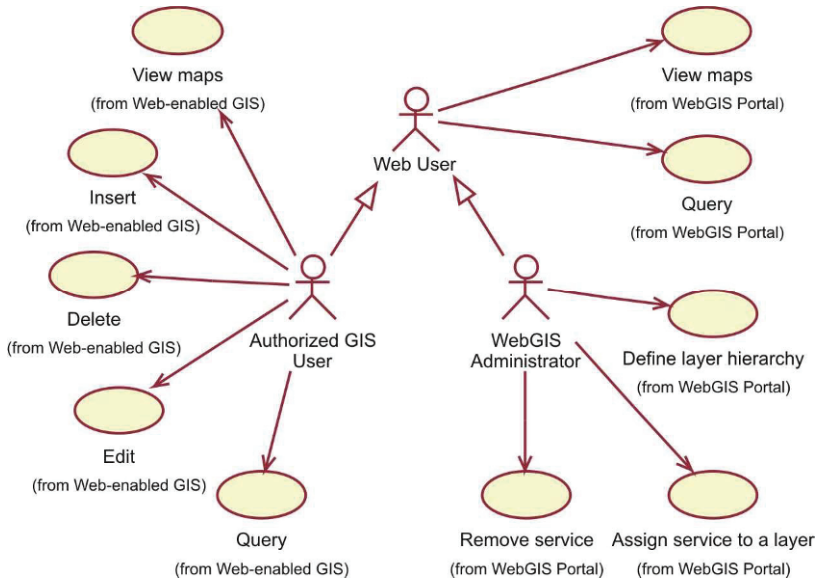 View maps
(from Web-enabled GIS)
View maps
(from WebGIS Portal)
Web User
Insert
(from Web-enabled GIS)
Query
(from WebGIS Portal)
Delete
(from Web-enabled GIS)
Authorized GIS
User
WebGIS
Administrator
Define layer hierarchy
(from WebGIS Portal)
Edit
(from Web-enabled GIS)
Query
(from Web-enabled GIS)
Remove service
(from WebGIS Portal)
Assign service to a layer
(from WebGIS Portal)